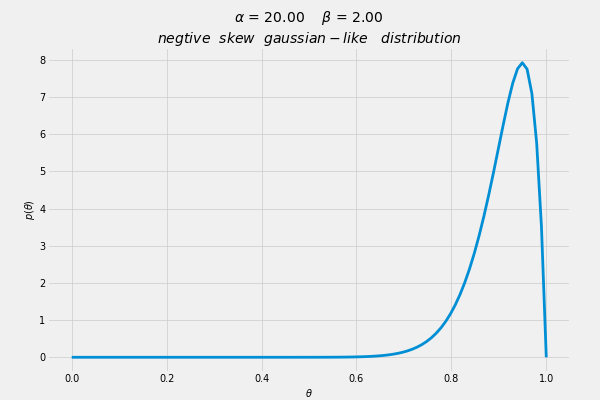 α = 20.00 β = 2.00
negtive skew gaussian − like distribution
8
7
6
5
4
3
2
1
0
p(θ)
0.0 0.2 0.4 0.6 0.8 1.0
θ